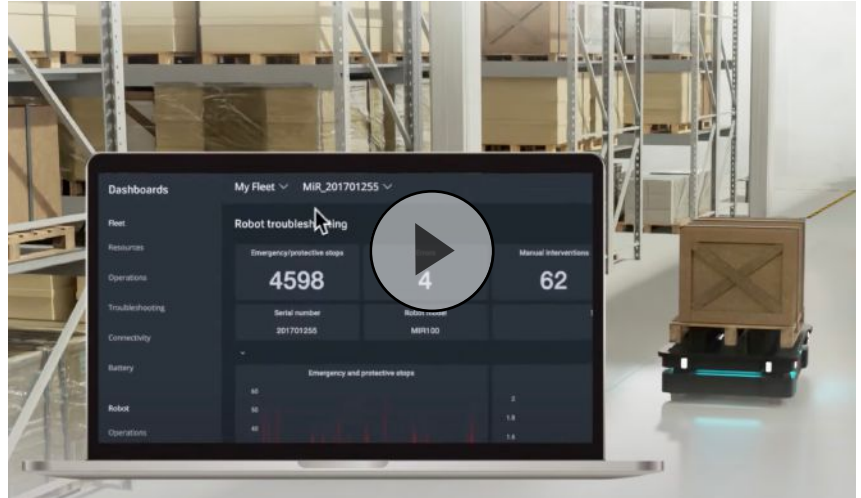 Dashboards
My Fleet MiR_201701255
Fleet
Resources
Operations
Troubleshooting
Connectivity
Battery
Robot
Operations
Robot troubleshooting
Emergency/protective stops
4598
4
Manual interventions
62
Serial number
201701255
Robot model
MIR100
Emergency and protective stops
60
50
40
2
1.8
1.6